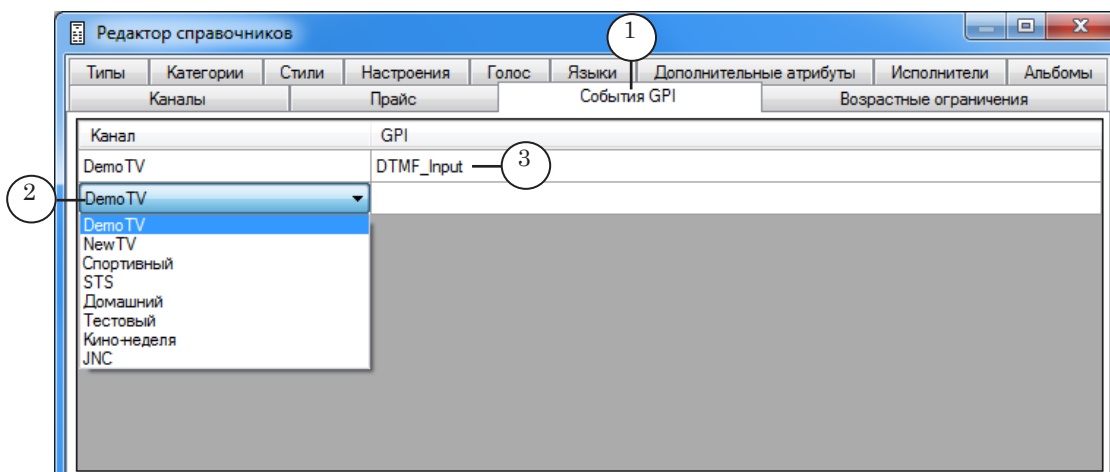 Редактор справочников
1
Типы Категории Стили Настроения Голос Языки Дополнительные атрибуты Исполнители Альбомы
Каналы Прайс События GPI Возрастные ограничения
Канал GPI
DemoTV DTMF_Input 3
2 DemoTV
DemoTV
NewTV
Спортивный
STS
Домашний
Тестовый
Кино-неделя
JNC